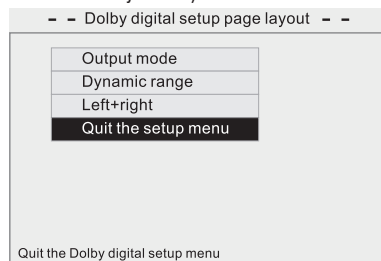 – – Dolby digital setup page layout – –
Output mode
Dynamic range
Left+right
Quit the setup menu
Quit the Dolby digital setup menu